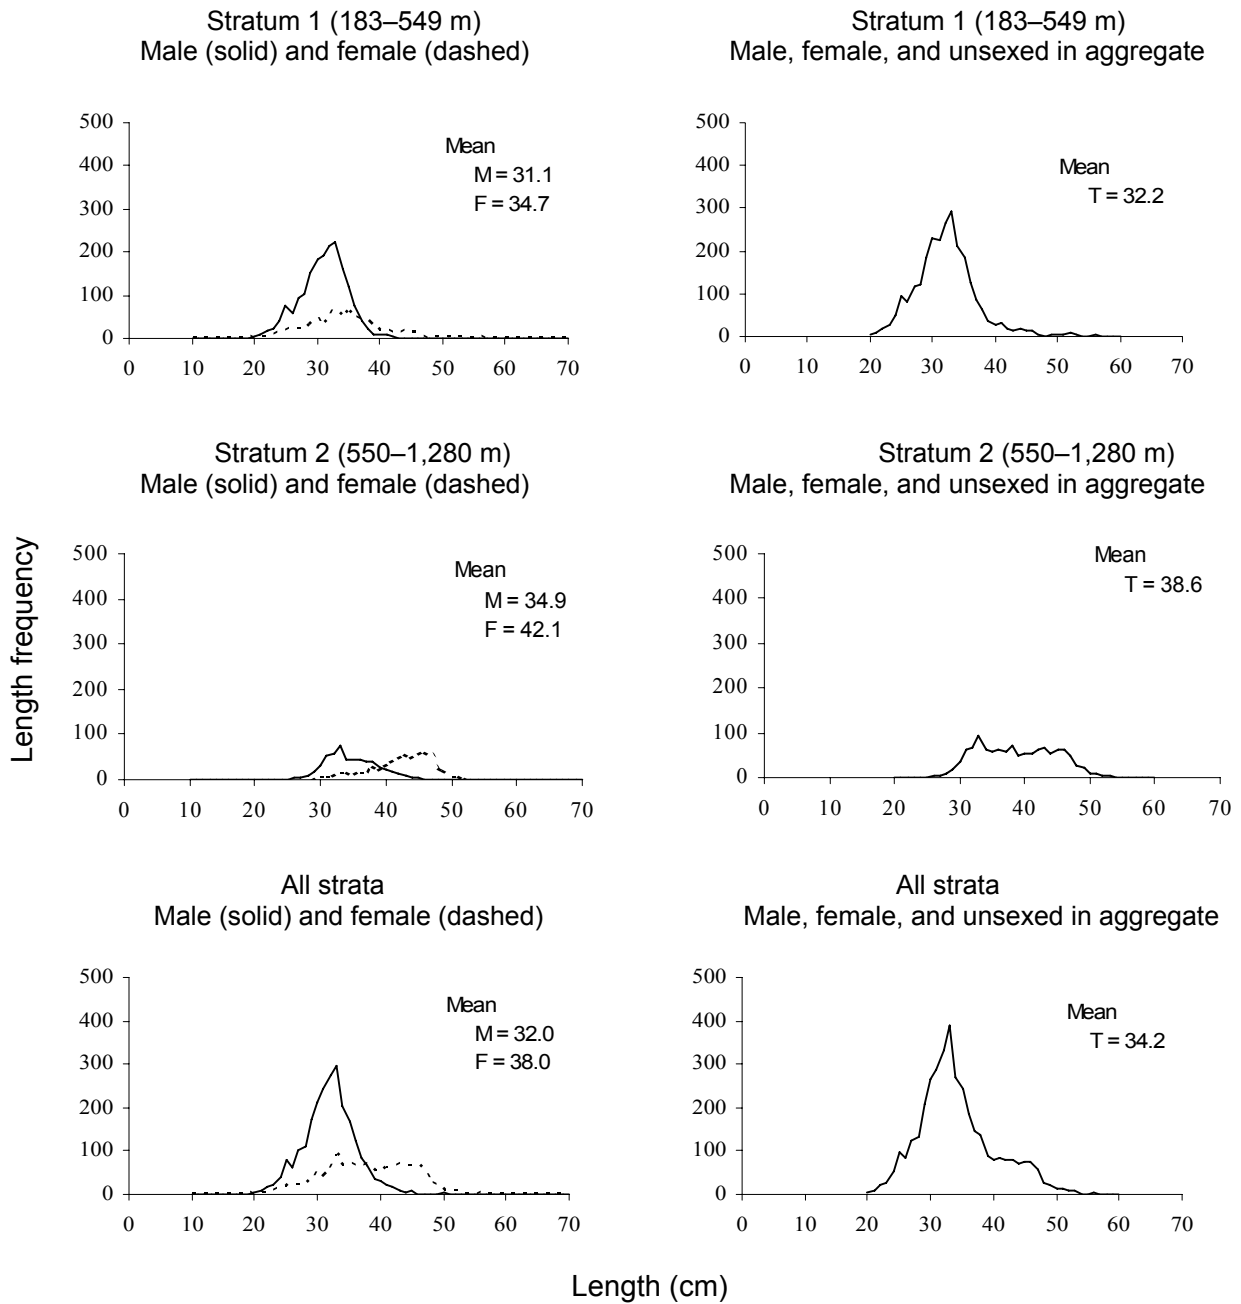 Stratum 1 (183–549 m)
Male (solid) and female (dashed)
500
400
300
200
100
0
0 10 20 30 40 50 60 70
Mean
M = 31.1
F = 34.7
Stratum 1 (183–549 m)
Male, female, and unsexed in aggregate
500
400
300
200
100
0
0 10 20 30 40 50 60 70
Mean
T = 32.2
Stratum 2 (550–1,280 m)
Male (solid) and female (dashed)
500
400
300
200
100
0
0 10 20 30 40 50 60 70
Mean
M = 34.9
F = 42.1
Stratum 2 (550–1,280 m)
Male, female, and unsexed in aggregate
500
400
300
200
100
0
0 10 20 30 40 50 60 70
Mean
T = 38.6
Length frequency
All strata
Male (solid) and female (dashed)
500
400
300
200
100
0
0 10 20 30 40 50 60 70
Mean
M = 32.0
F = 38.0
All strata
Male, female, and unsexed in aggregate
500
400
300
200
100
0
0 10 20 30 40 50 60 70
Mean
T = 34.2
Length (cm)